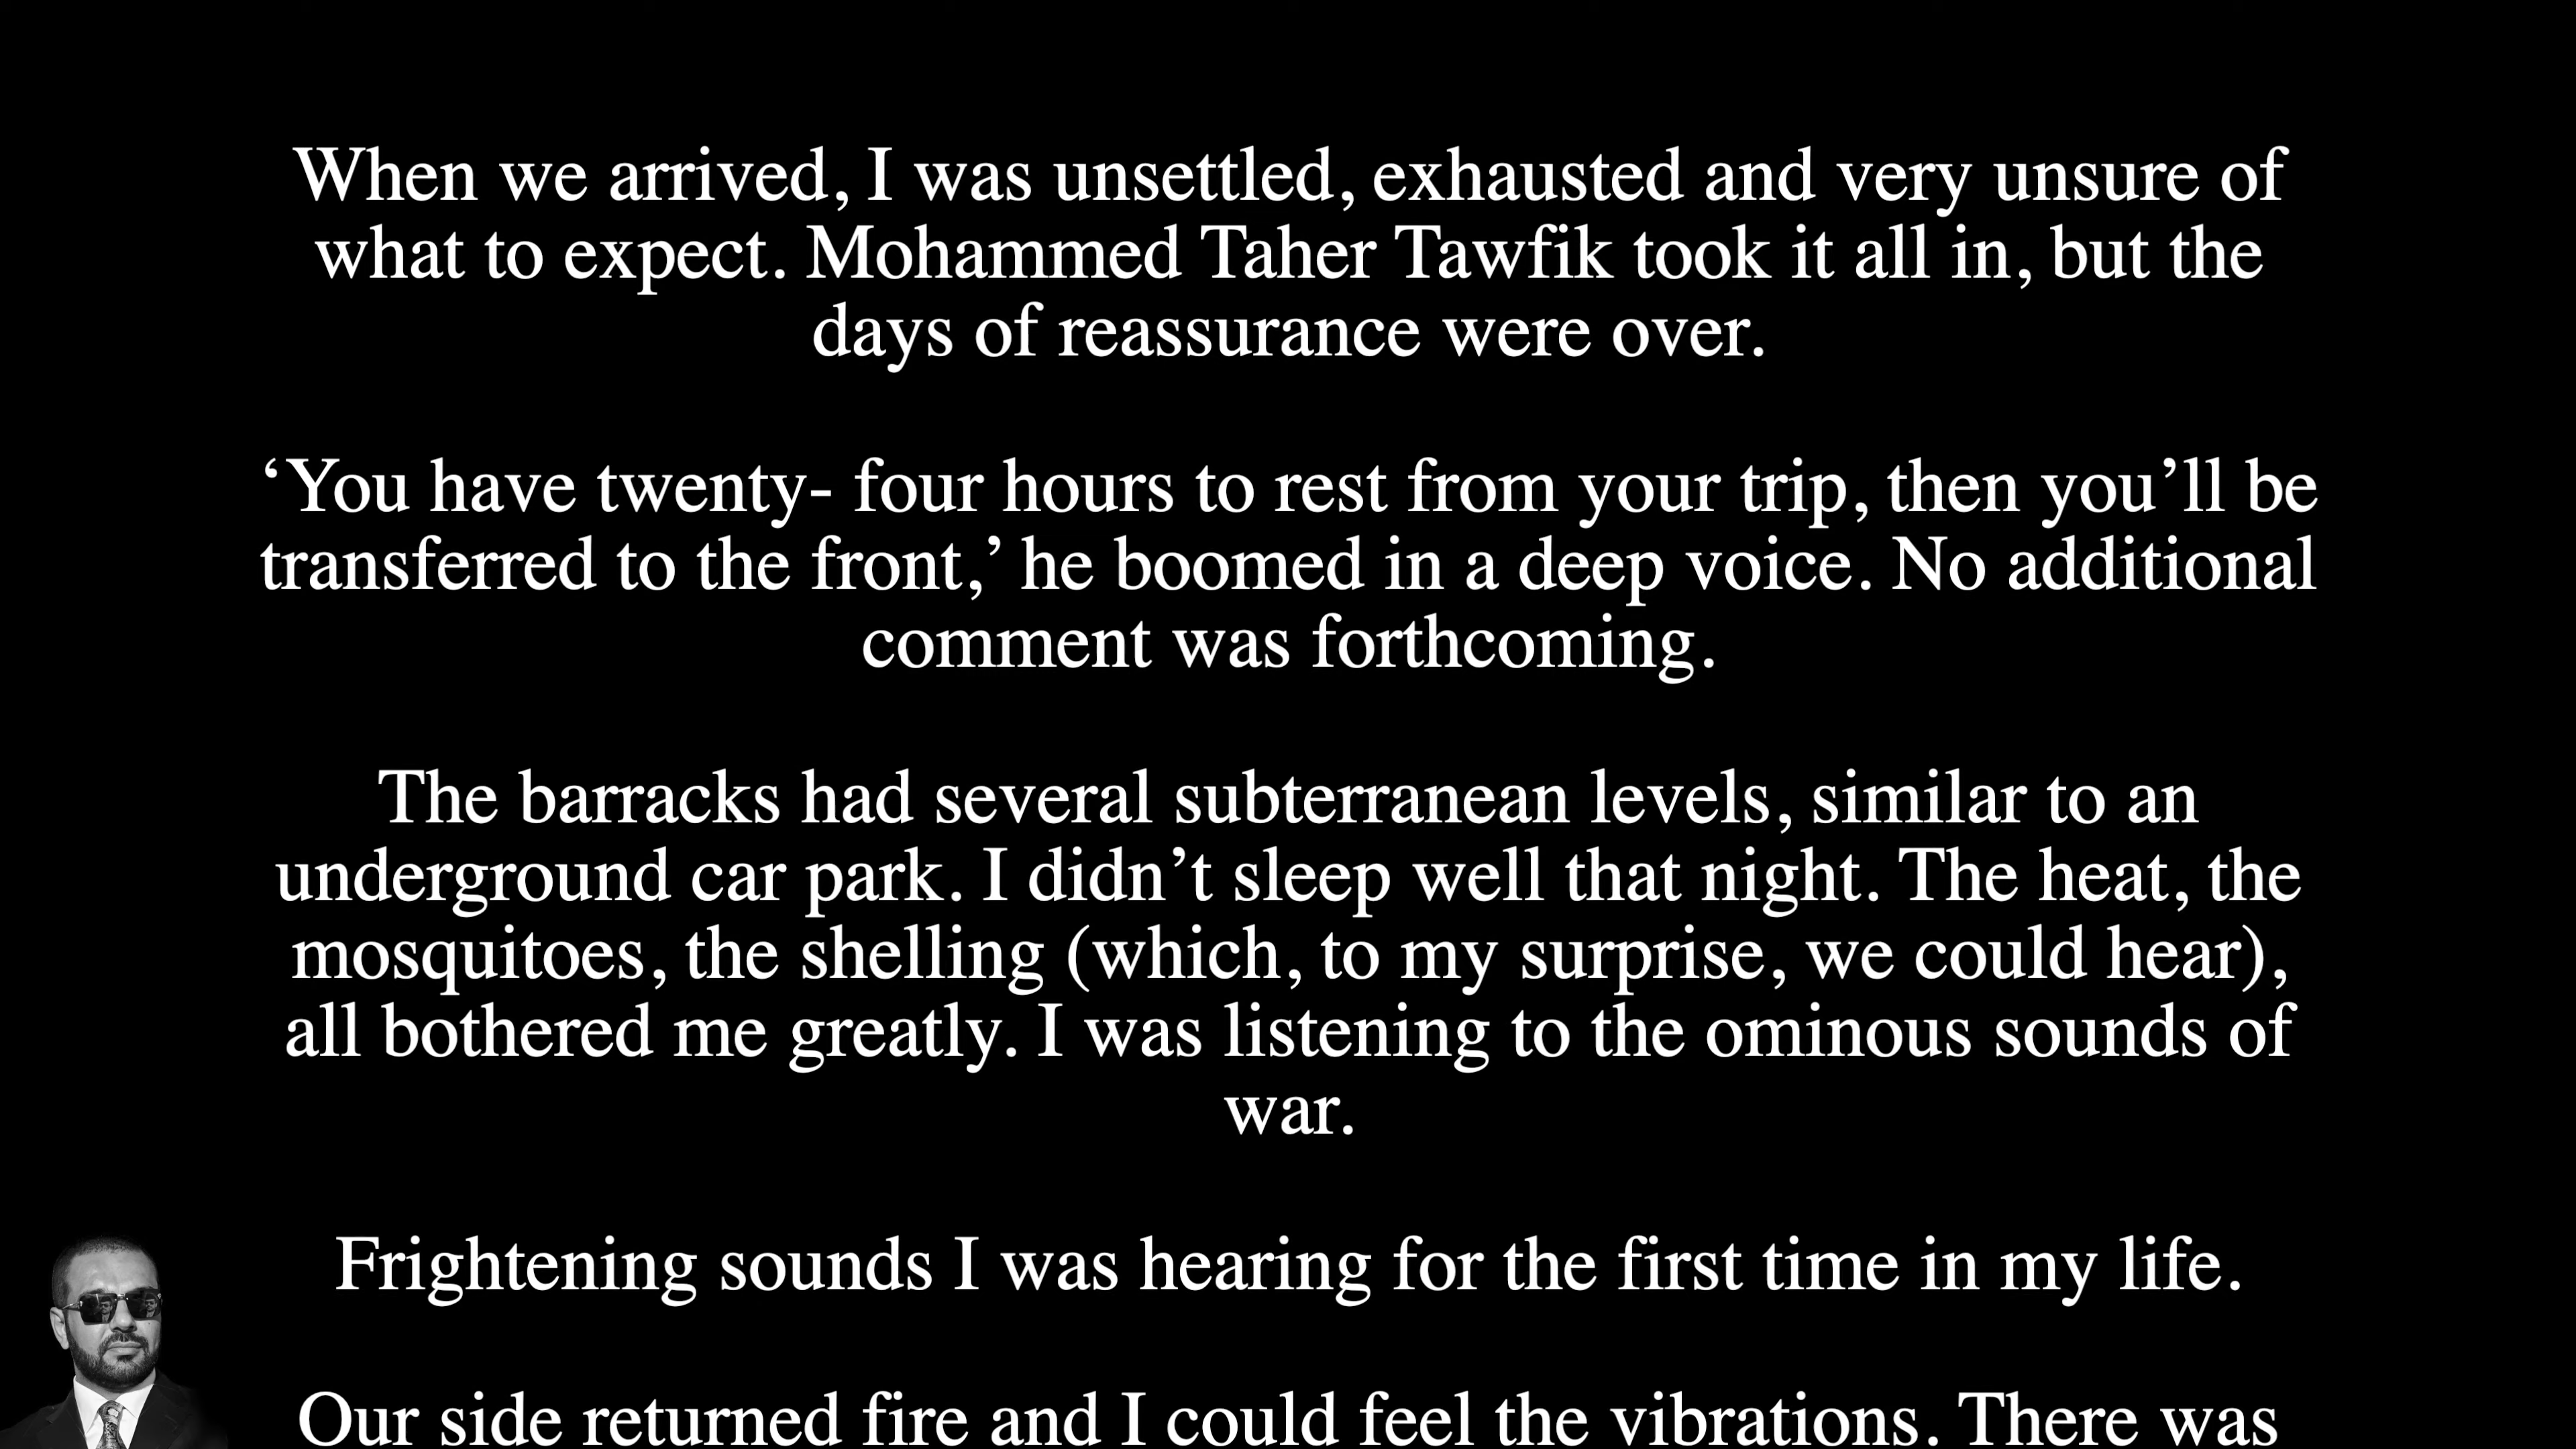 When we arrived, I was unsettled, exhausted and very unsure of
what to expect. Mohammed Taher Tawfik took it all in, but the
days of reassurance were over.
‘You have twenty- four hours to rest from your trip, then you’ll be
transferred to the front,’ he boomed in a deep voice. No additional
comment was forthcoming.
The barracks had several subterranean levels, similar to an
underground car park. I didn’t sleep well that night. The heat, the
mosquitoes, the shelling (which, to my surprise, we could hear),
all bothered me greatly. I was listening to the ominous sounds of
war.
Frightening sounds I was hearing for the first time in my life.
Our side returned fire and I could feel the vibrations. There was